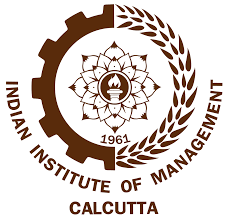 1961
INDIAN INSTITUTE OF MANAGEMENT
CALCUTTA